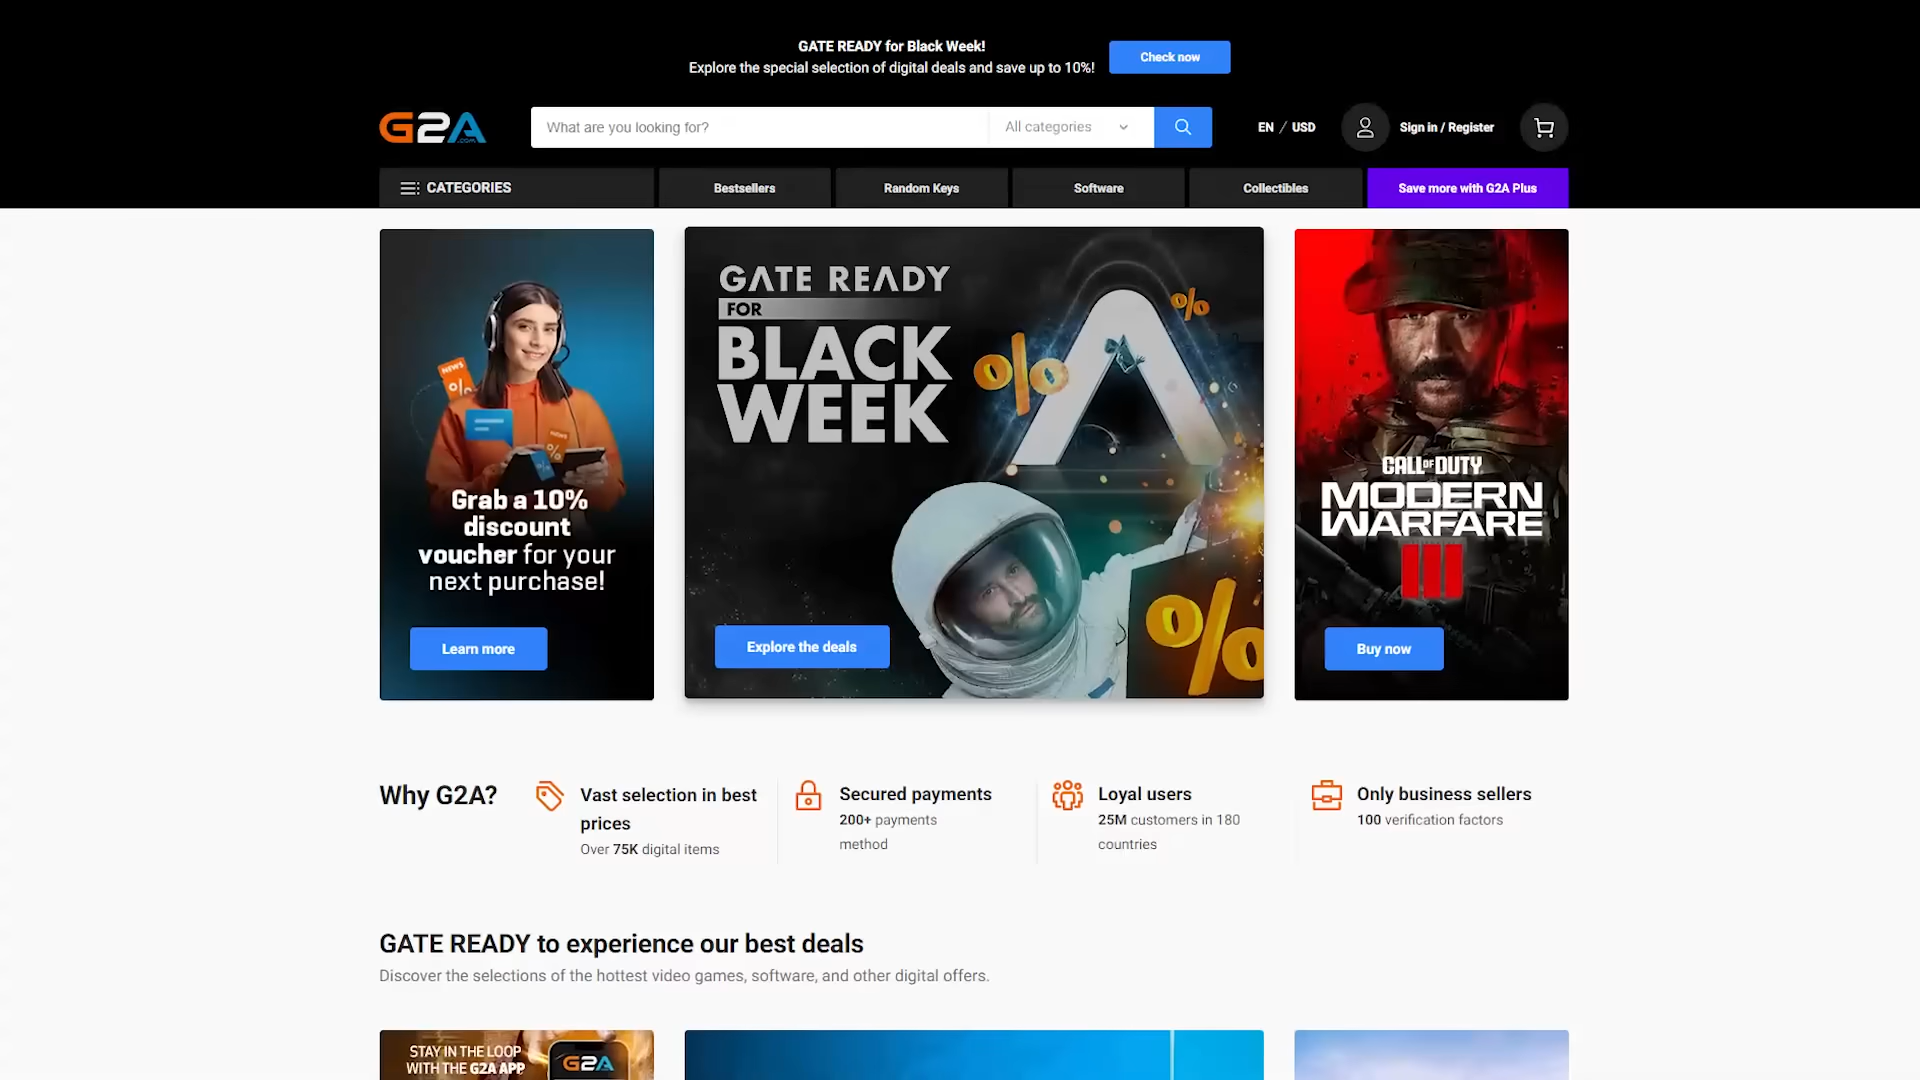 GATE READY for Black Week!
Explore the special selection of digital deals and save up to 10%!
Check now
G2A
.com
What are you looking for?
All categories
EN / USD
Sign in / Register
CATEGORIES
Bestsellers
Random Keys
Software
Collectibles
Save more with G2A Plus
NEWS
%
NEWS
%
Grab a 10%
discount
voucher for your
next purchase!
Learn more
GATE READY
FOR
BLACK
WEEK
%
%
%
Explore the deals
CALL OF DUTY
MODERN
WARFARE
III
Buy now
Why G2A?
Vast selection in best
prices
Over 75K digital items
Secured payments
200+ payments
method
Loyal users
25M customers in 180
countries
Only business sellers
100 verification factors
GATE READY to experience our best deals
Discover the selections of the hottest video games, software, and other digital offers.
STAY IN THE LOOP
WITH THE G2A APP
G2A